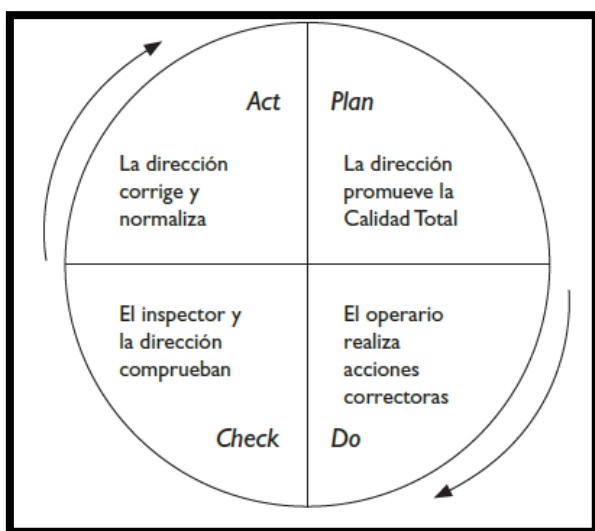 Act
Plan
La dirección
corrige y
normaliza
La dirección
promueve la
Calidad Total
El inspector y
la dirección
comprueban
El operario
realiza
acciones
correctoras
Check
Do